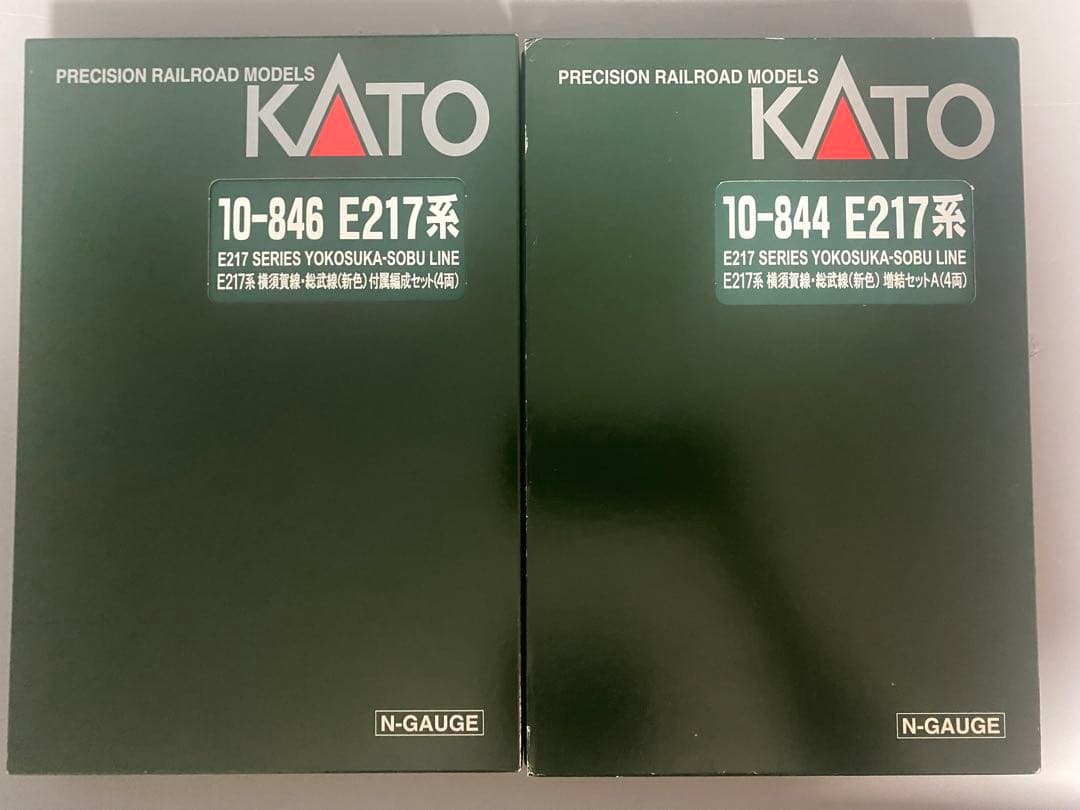 PRECISION RAILROAD MODELS
KATO
10-846 E217系
E217 SERIES YOKOSUKA-SOBU LINE
E217系 横須賀線・総武線(新色) 付属編成セット(4両)
N-GAUGE
PRECISION RAILROAD MODELS
KATO
10-844 E217系
E217 SERIES YOKOSUKA-SOBU LINE
E217系 横須賀線・総武線(新色) 増結セットA(4両)
N-GAUGE